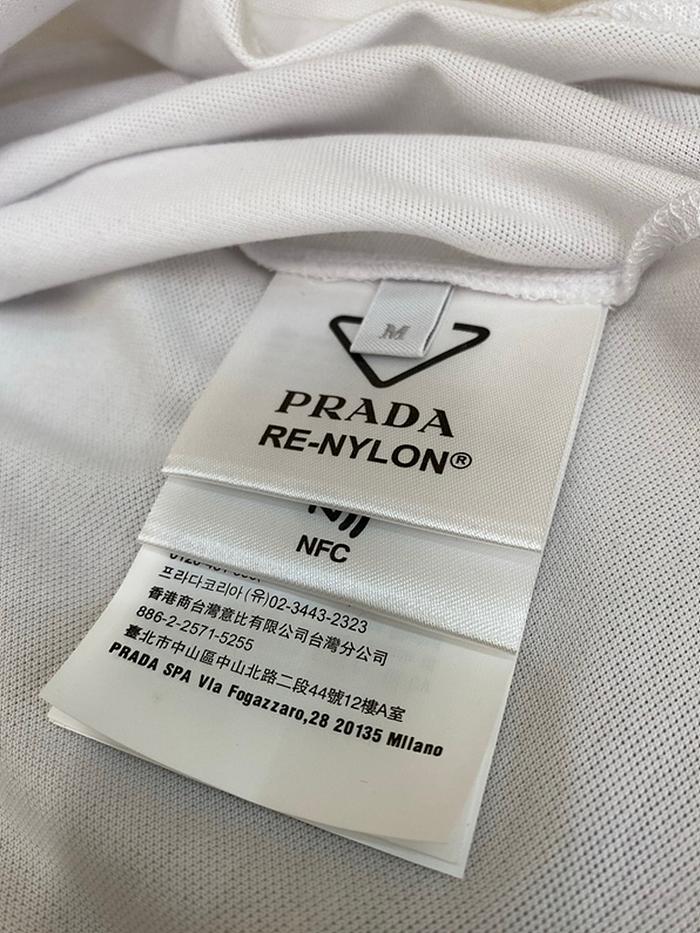 M
PRADA
RE-NYLON®
NFC
프라다코리아(유)02-3443-2323
香港商台灣意比有限公司台灣分公司
886-2-2571-5255
臺北市中山區中山北路二段44號12樓A室
PRADA SPA VIa Fogazzaro,28 20135 MIlano